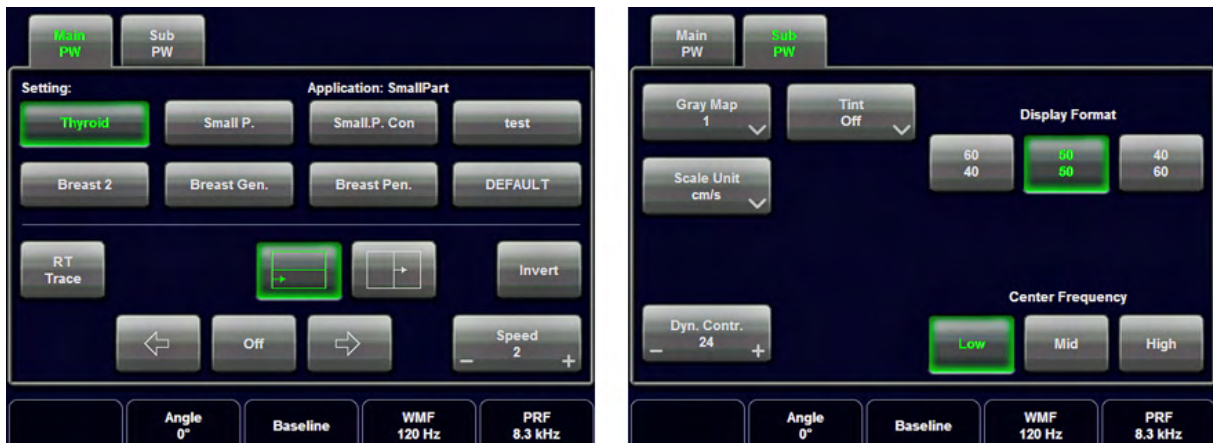 Main
PW
Sub
PW
Setting:
Application: SmallPart
Thyroid
Small P.
Small.P. Con
test
Breast 2
Breast Gen.
Breast Pen.
DEFAULT
RT
Trace
Invert
Off
Speed
2
- +
Angle
0°
Baseline
WMF
120 Hz
PRF
8.3 kHz
Main
PW
Sub
PW
Gray Map
1
Tint
Off
Display Format
60
40
50
50
40
60
Scale Unit
cm/s
Center Frequency
Dyn. Contr.
24
- +
Low
Mid
High
Angle
0°
Baseline
WMF
120 Hz
PRF
8.3 kHz